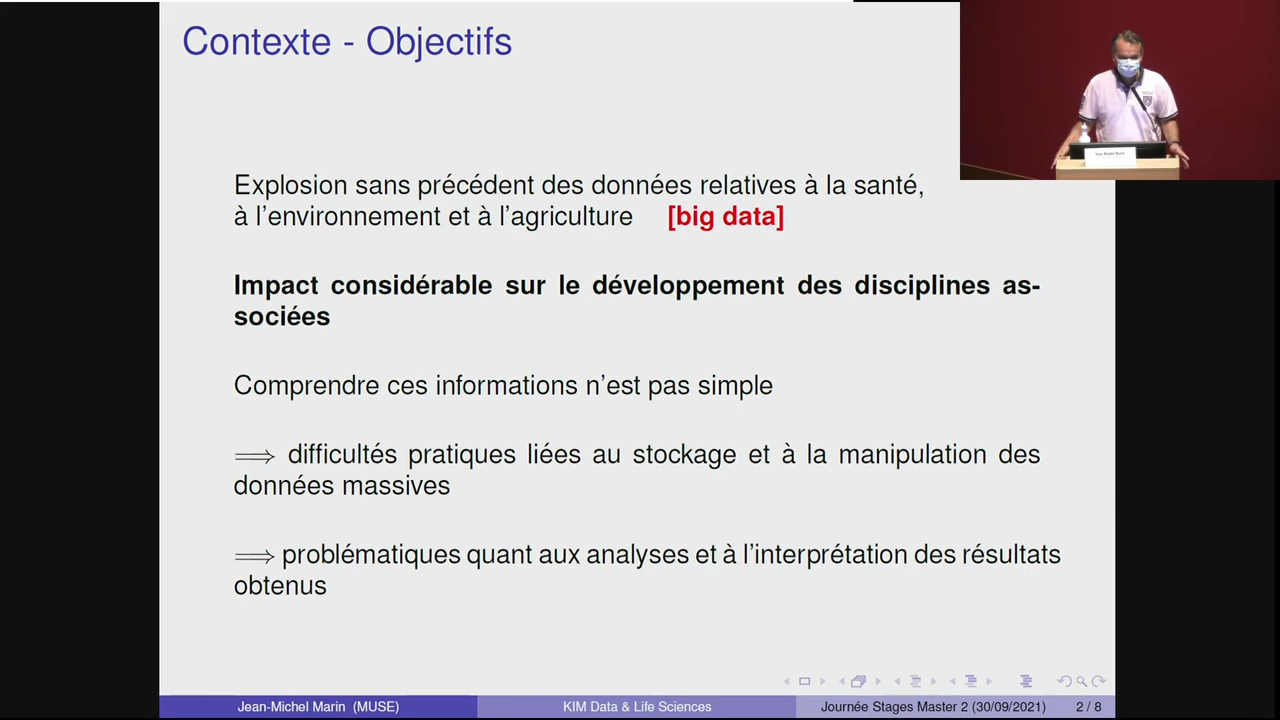 Contexte - Objectifs
Explosion sans précédent des données relatives à la santé,
à l'environnement et à l'agriculture [big data]
Impact considérable sur le développement des disciplines as-
sociées
Comprendre ces informations n'est pas simple
⟹ difficultés pratiques liées au stockage et à la manipulation des
données massives
⟹ problématiques quant aux analyses et à l'interprétation des résultats
obtenus
Jean-Michel Marin (MUSE) KIM Data & Life Sciences Journée Stages Master 2 (30/09/2021) 2 / 8